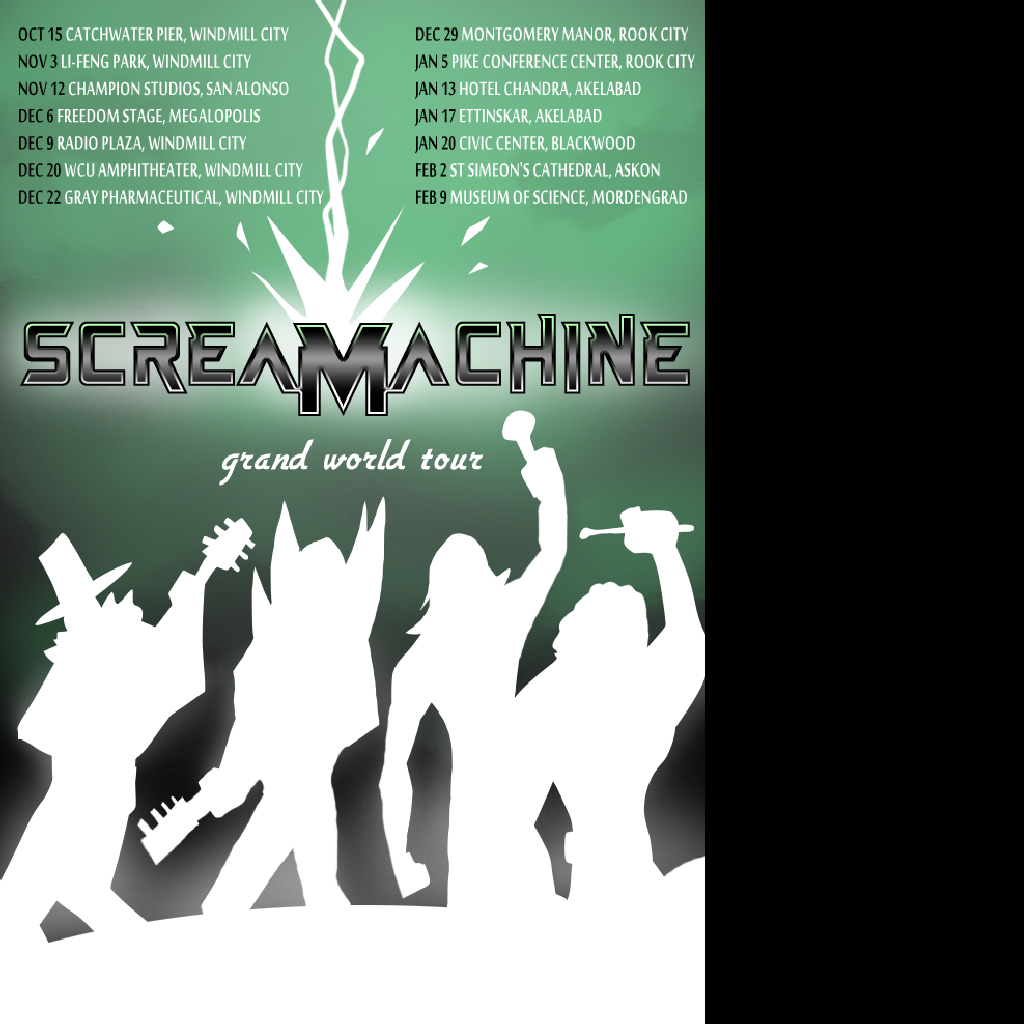 OCT 15 CATCHWATER PIER, WINDMILL CITY
NOV 3 LI-FENG PARK, WINDMILL CITY
NOV 12 CHAMPION STUDIOS, SAN ALONSO
DEC 6 FREEDOM STAGE, MEGALOPOLIS
DEC 9 RADIO PLAZA, WINDMILL CITY
DEC 20 WCU AMPHITHEATER, WINDMILL CITY
DEC 22 GRAY PHARMACEUTICAL, WINDMILL CITY
DEC 29 MONTGOMERY MANOR, ROOK CITY
JAN 5 PIKE CONFERENCE CENTER, ROOK CITY
JAN 13 HOTEL CHANDRA, AKELABAD
JAN 17 ETTINSKAR, AKELABAD
JAN 20 CIVIC CENTER, BLACKWOOD
FEB 2 ST SIMEON'S CATHEDRAL, ASKON
FEB 9 MUSEUM OF SCIENCE, MORDENGRAD
SCREAMACHINE
grand world tour